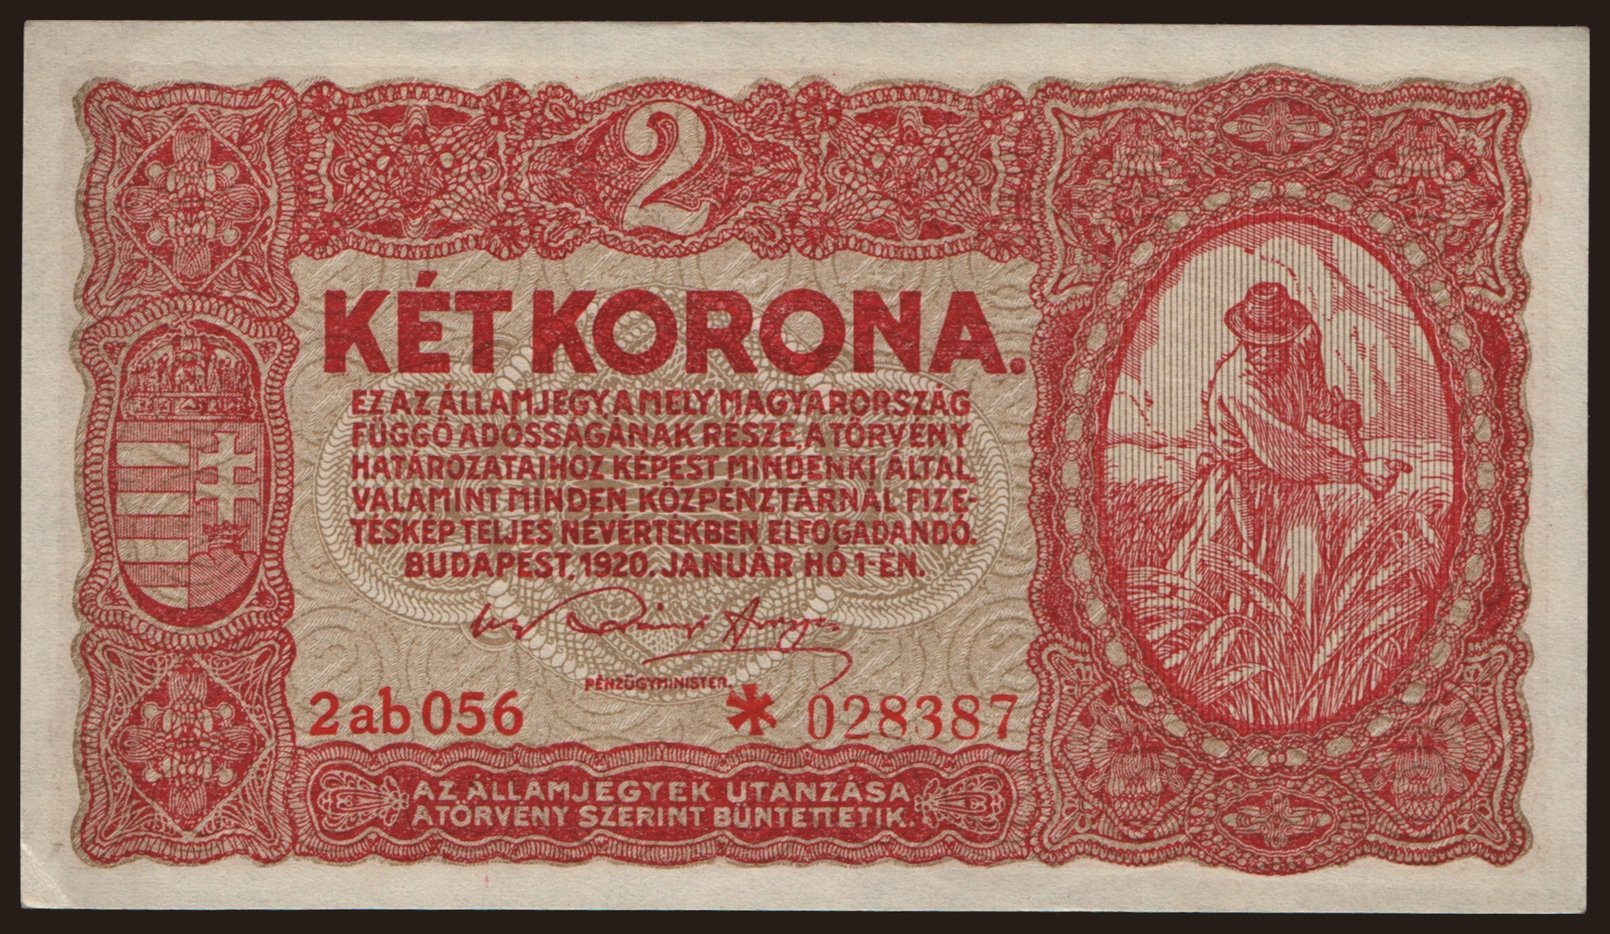 2
KÉT KORONA.
EZ AZ ÁLLAMJEGY, AMELY MAGYARORSZÁG
FÜGGŐ ADÓSSÁGÁNAK RÉSZE, A TÖRVÉNY
HATÁROZATAIHOZ KÉPEST MINDENKI ÁLTAL,
VALAMINT MINDEN KÖZPÉNZTÁRNÁL FIZE-
TÉSKÉP TELJES NÉVÉRTÉKBEN ELFOGADANDÓ.
BUDAPEST, 1920. JANUÁR HÓ 1-ÉN.
PÉNZÜGYMINISTER.
2ab056 * 028387
AZ ÁLLAMJEGYEK UTÁNZÁSA
A TÖRVÉNY SZERINT BÜNTETTETIK.